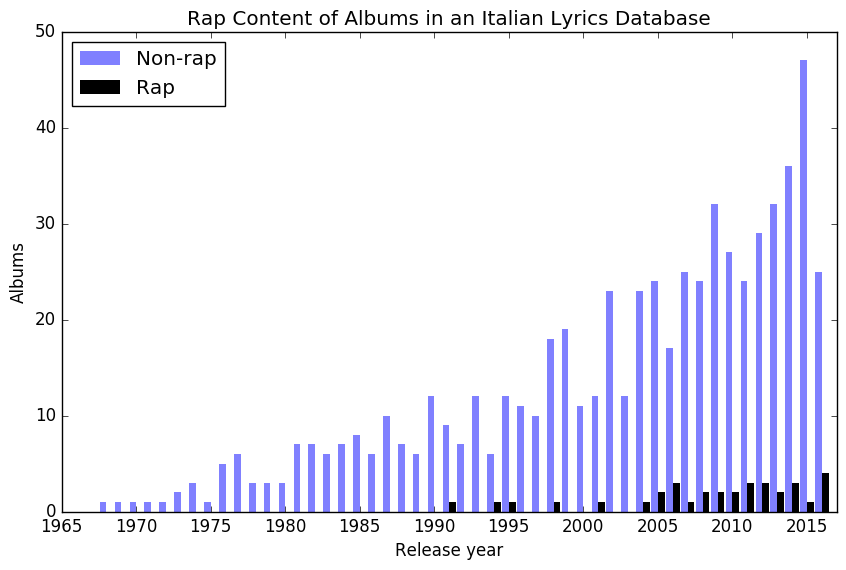 Rap Content of Albums in an Italian Lyrics Database
50
40
30
20
10
0
Albums
Non-rap
Rap
1965 1970 1975 1980 1985 1990 1995 2000 2005 2010 2015
Release year